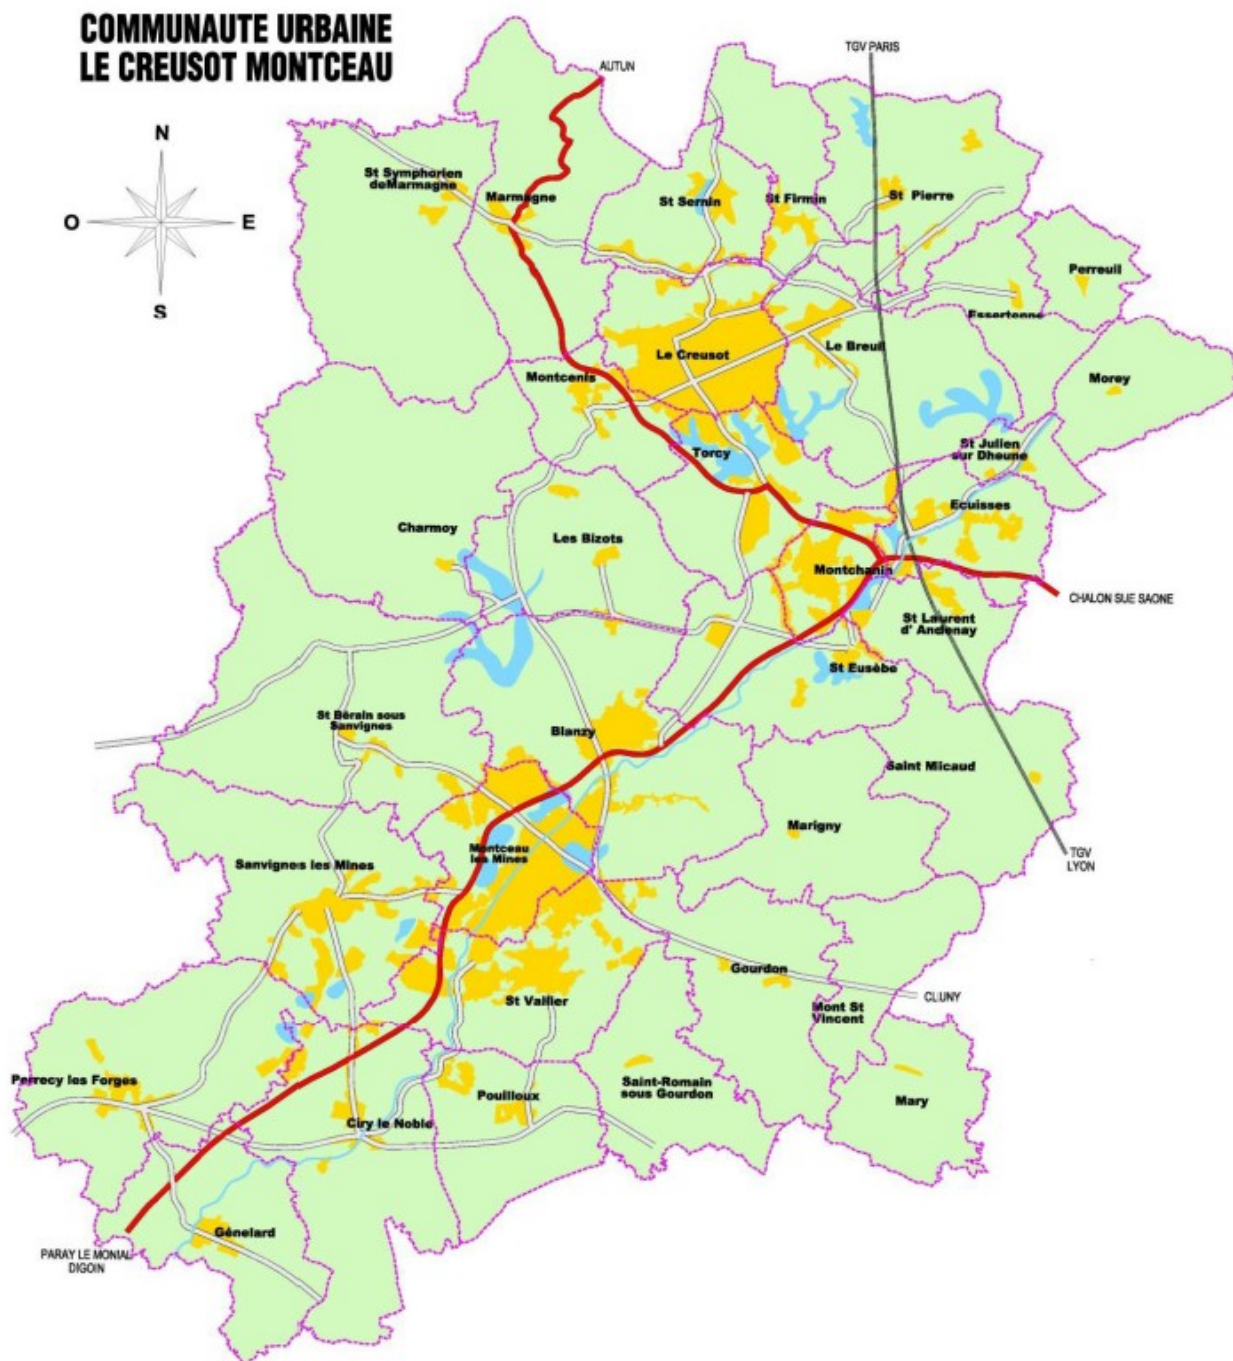 COMMUNAUTE URBAINE
LE CREUSOT MONTCEAU
TGV PARIS
AUTUN
N
O
E
S
St Symphorien
deMarmagne
Marmagne
St Sernin
St Firmin
St Pierre
Perreuil
Essertenne
Le Creusot
Le Breuil
Montcenis
Morey
Torcy
St Julien
sur Dheune
Ecuisses
Charmoy
Les Bizots
Montchanin
CHALON SUE SAONE
St Laurent
d' Andenay
St Eusèbe
St Bérain sous
Sanvignes
Blanzy
Saint Micaud
Marigny
TGV
LYON
Montceau
les Mines
Sanvignes les Mines
Gourdon
CLUNY
St Vallier
Mont St
Vincent
Perrecy les Forges
Pouilloux
Saint-Romain
sous Gourdon
Mary
Ciry le Noble
Génelard
PARAY LE MONIAL
DIGOIN